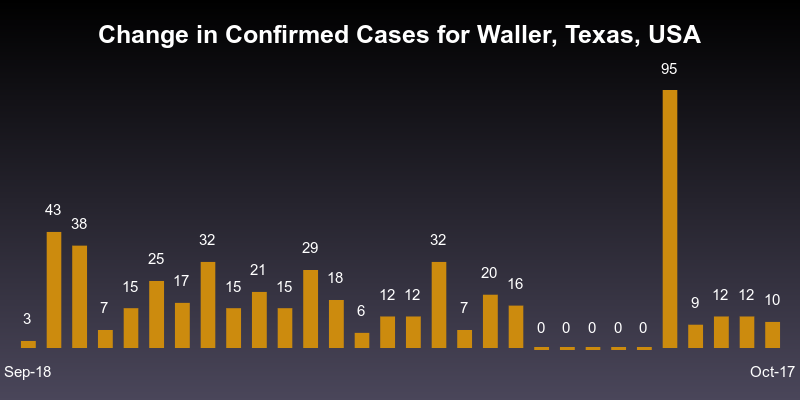 Change in Confirmed Cases for Waller, Texas, USA
3 43 38 7 15 25 17 32 15 21 15 29 18 6 12 12 32 7 20 16 0 0 0 0 0 95 9 12 12 10
Sep-18 Oct-17